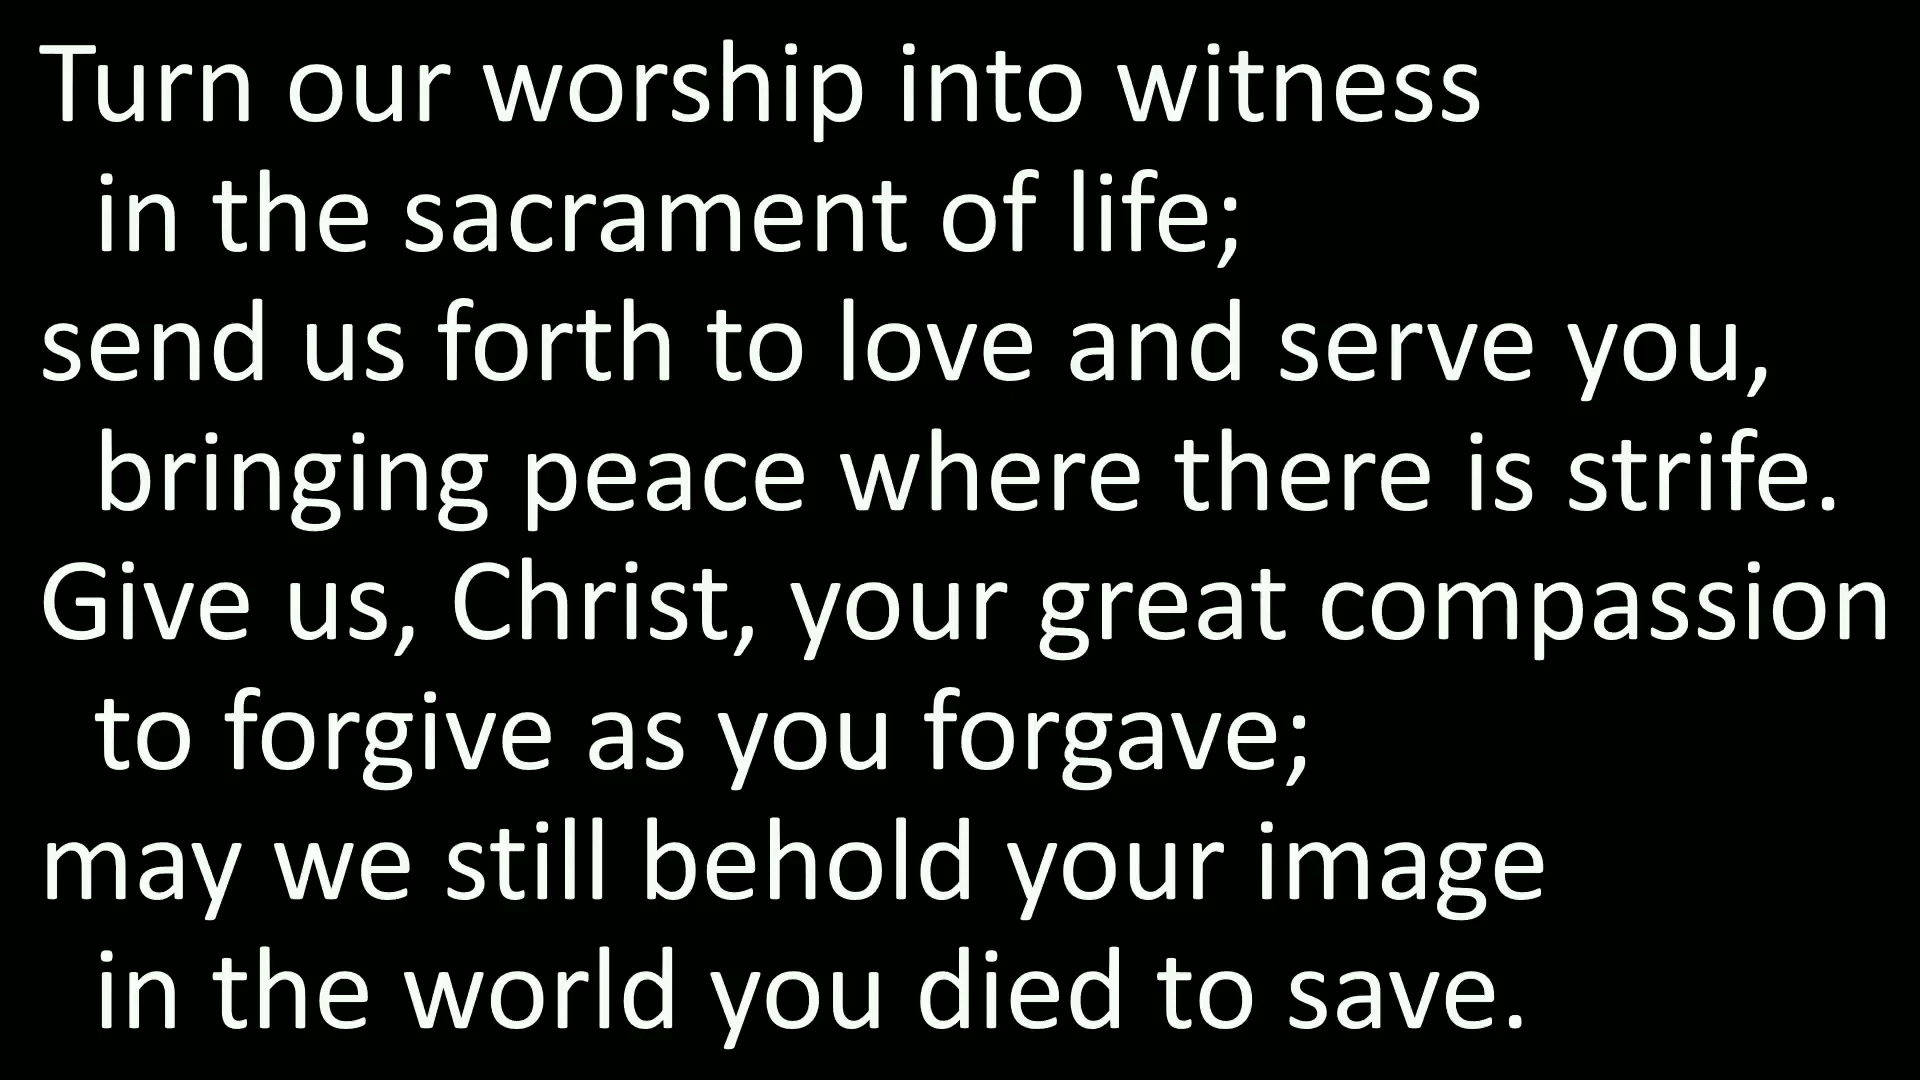 Turn our worship into witness
in the sacrament of life;
send us forth to love and serve you,
bringing peace where there is strife.
Give us, Christ, your great compassion
to forgive as you forgave;
may we still behold your image
in the world you died to save.